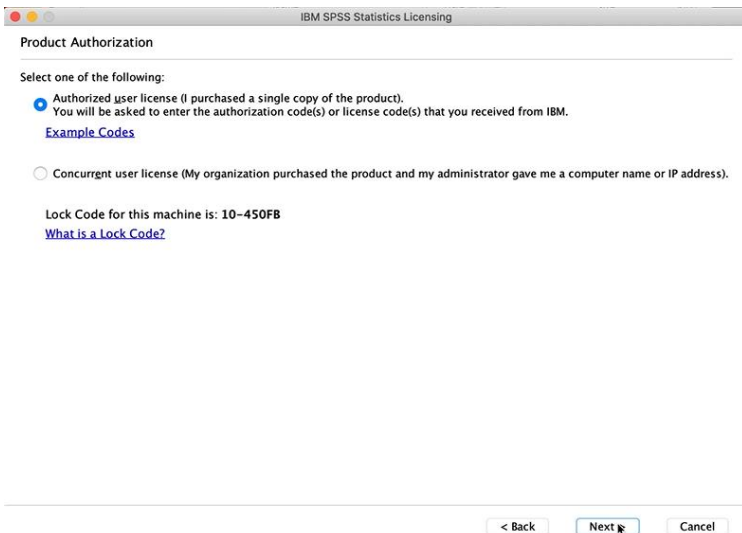 IBM SPSS Statistics Licensing
Product Authorization
Select one of the following:
Authorized user license (I purchased a single copy of the product).
You will be asked to enter the authorization code(s) or license code(s) that you received from IBM.
Example Codes
Concurrent user license (My organization purchased the product and my administrator gave me a computer name or IP address).
Lock Code for this machine is: 10-450FB
What is a Lock Code?
< Back Next > Cancel